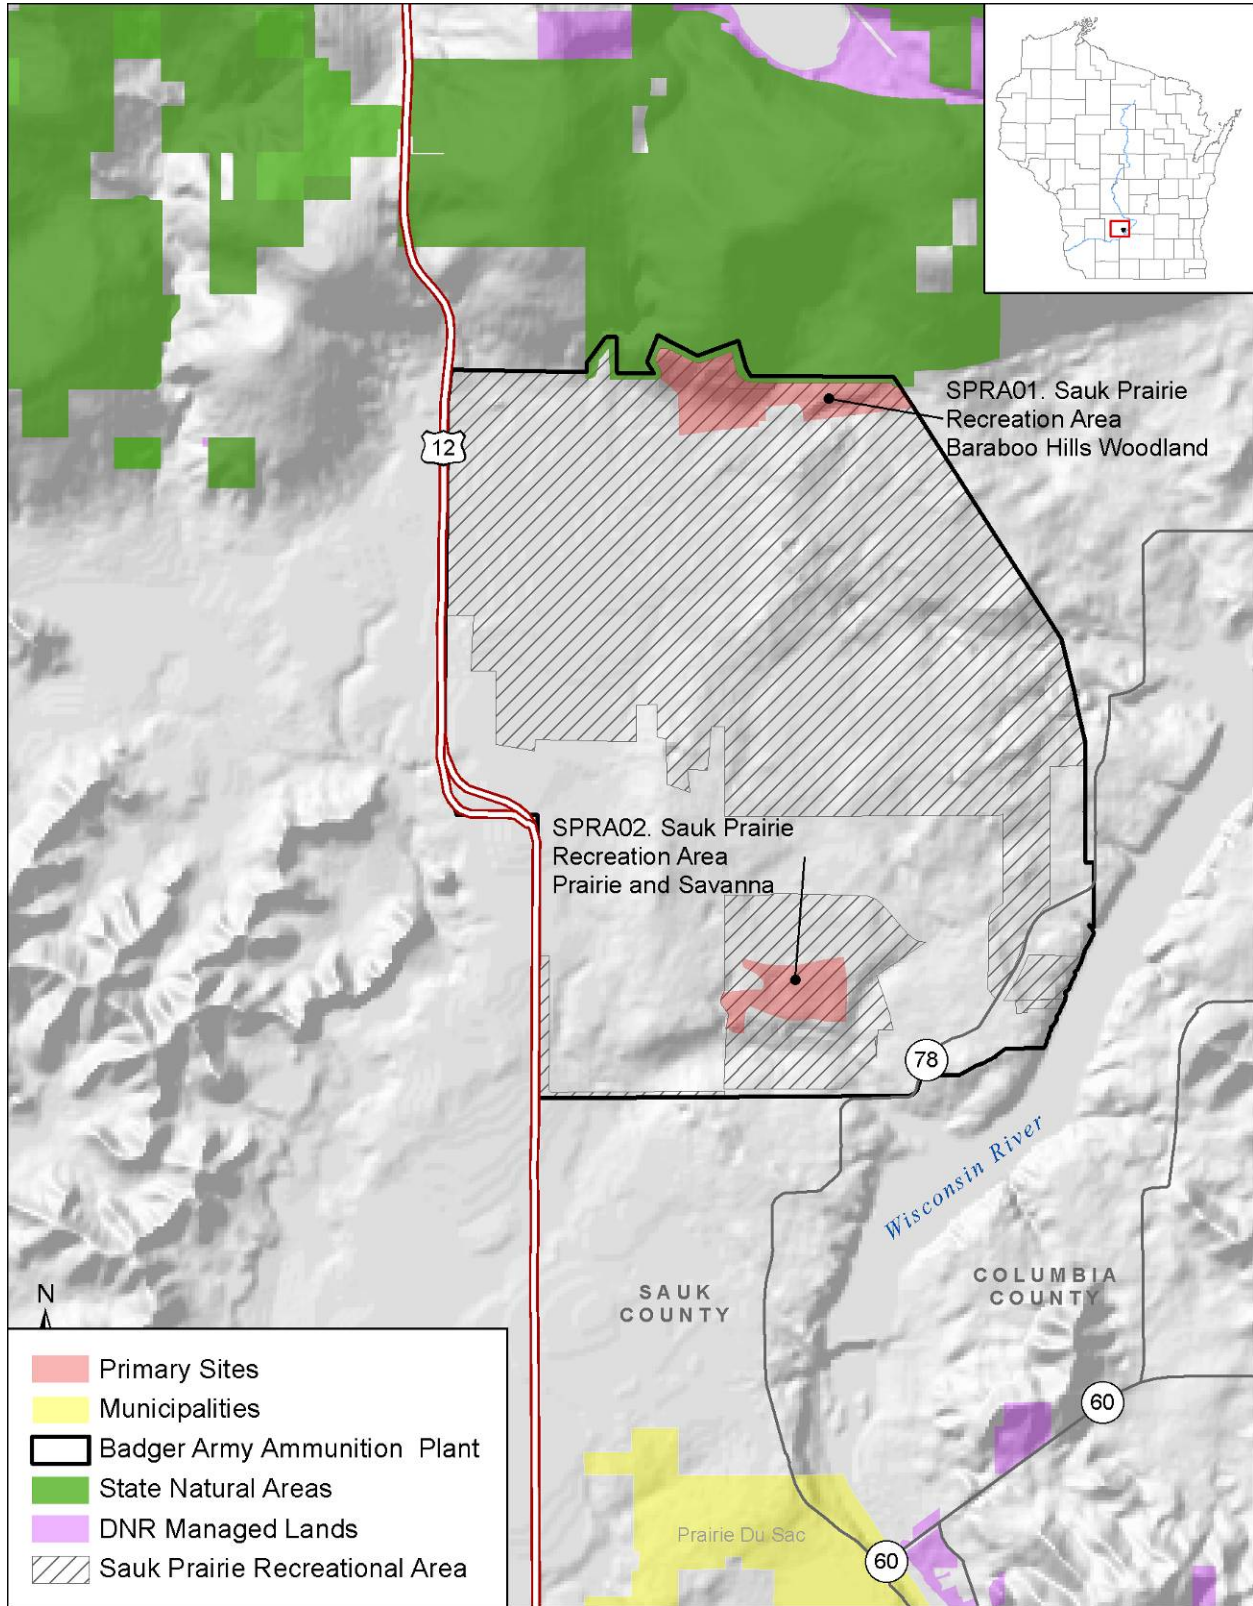 SPRA01. Sauk Prairie
Recreation Area
Baraboo Hills Woodland
12
SPRA02. Sauk Prairie
Recreation Area
Prairie and Savanna
78
Wisconsin River
SAUK
COUNTY
COLUMBIA
COUNTY
60
Prairie Du Sac
60
N
Primary Sites
Municipalities
Badger Army Ammunition Plant
State Natural Areas
DNR Managed Lands
Sauk Prairie Recreational Area